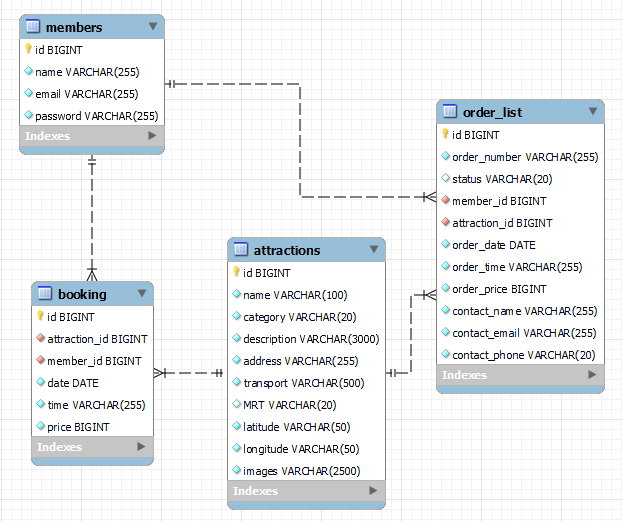 members
id BIGINT
name VARCHAR(255)
email VARCHAR(255)
password VARCHAR(255)
Indexes
order_list
id BIGINT
order_number VARCHAR(255)
status VARCHAR(20)
member_id BIGINT
attraction_id BIGINT
order_date DATE
order_time VARCHAR(255)
order_price BIGINT
contact_name VARCHAR(255)
contact_email VARCHAR(255)
contact_phone VARCHAR(20)
Indexes
attractions
id BIGINT
name VARCHAR(100)
category VARCHAR(20)
description VARCHAR(3000)
address VARCHAR(255)
transport VARCHAR(500)
MRT VARCHAR(20)
latitude VARCHAR(50)
longitude VARCHAR(50)
images VARCHAR(2500)
Indexes
booking
id BIGINT
attraction_id BIGINT
member_id BIGINT
date DATE
time VARCHAR(255)
price BIGINT
Indexes